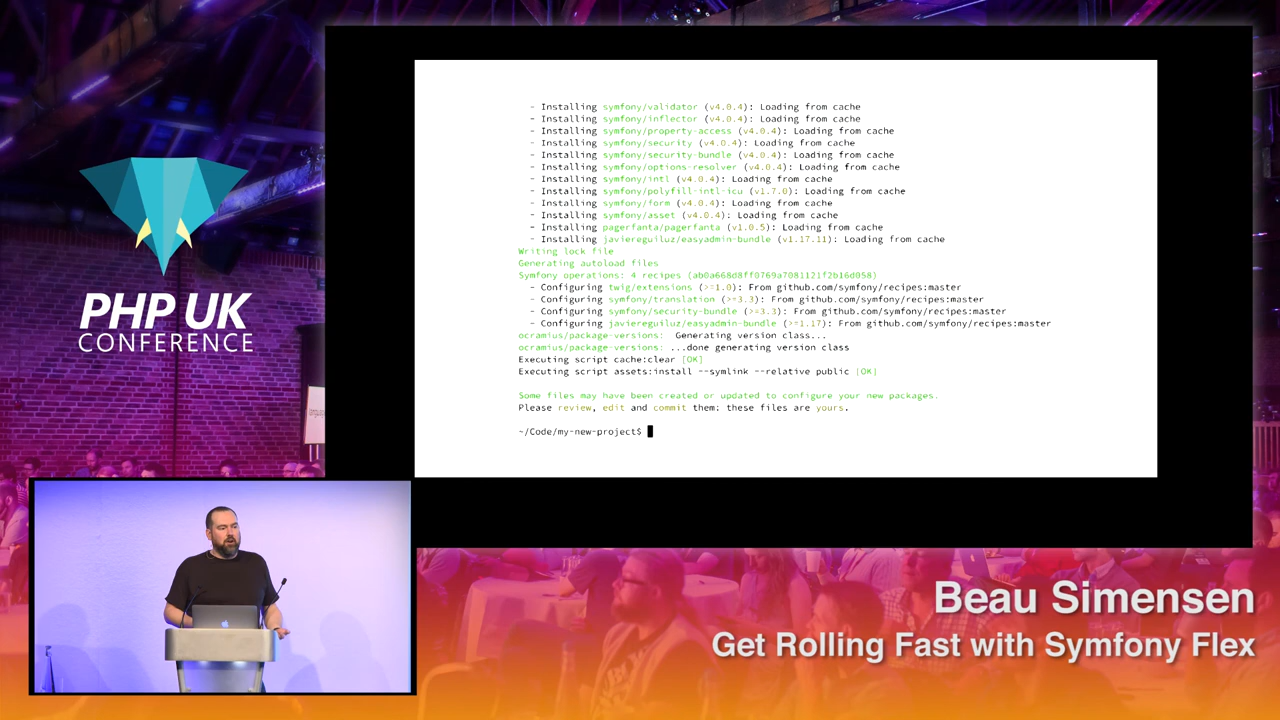 - Installing symfony/validator (v4.0.4): Loading from cache
- Installing symfony/inflector (v4.0.4): Loading from cache
- Installing symfony/property-access (v4.0.4): Loading from cache
- Installing symfony/security (v4.0.4): Loading from cache
- Installing symfony/security-bundle (v4.0.4): Loading from cache
- Installing symfony/options-resolver (v4.0.4): Loading from cache
- Installing symfony/intl (v4.0.4): Loading from cache
- Installing symfony/polyfill-intl-icu (v1.7.0): Loading from cache
- Installing symfony/form (v4.0.4): Loading from cache
- Installing symfony/asset (v4.0.4): Loading from cache
- Installing pagerfanta/pagerfanta (v1.0.5): Loading from cache
- Installing javiereguiluz/easyadmin-bundle (v1.17.11): Loading from cache
Writing lock file
Generating autoload files
Symfony operations: 4 recipes (ab0a668d8ff0769a7081121f2b16d058)
- Configuring twig/extensions (>=1.0): From github.com/symfony/recipes:master
- Configuring symfony/translation (>=3.3): From github.com/symfony/recipes:master
- Configuring symfony/security-bundle (>=3.3): From github.com/symfony/recipes:master
- Configuring javiereguiluz/easyadmin-bundle (>=1.17): From github.com/symfony/recipes:master
ocramius/package-versions:  Generating version class...
ocramius/package-versions: ...done generating version class
Executing script cache:clear [OK]
Executing script assets:install --symlink --relative public [OK]
Some files may have been created or updated to configure your new packages.
Please review, edit and commit them: these files are yours.
~/Code/my-new-project$
PHP UK
CONFERENCE
Beau Simensen
Get Rolling Fast with Symfony Flex